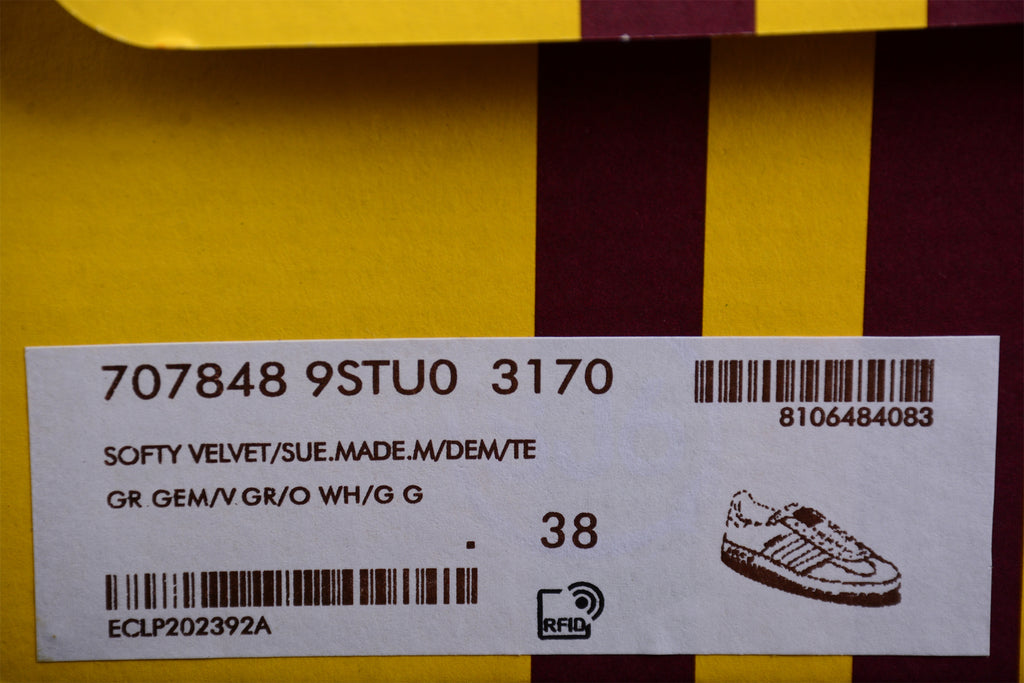 707848 9STU0 3170
8106484083
SOFTY VELVET/SUE.MADE.M/DEM/TE
GR GEM/V GR/O WH/G G
. 38
RFID
ECLP202392A